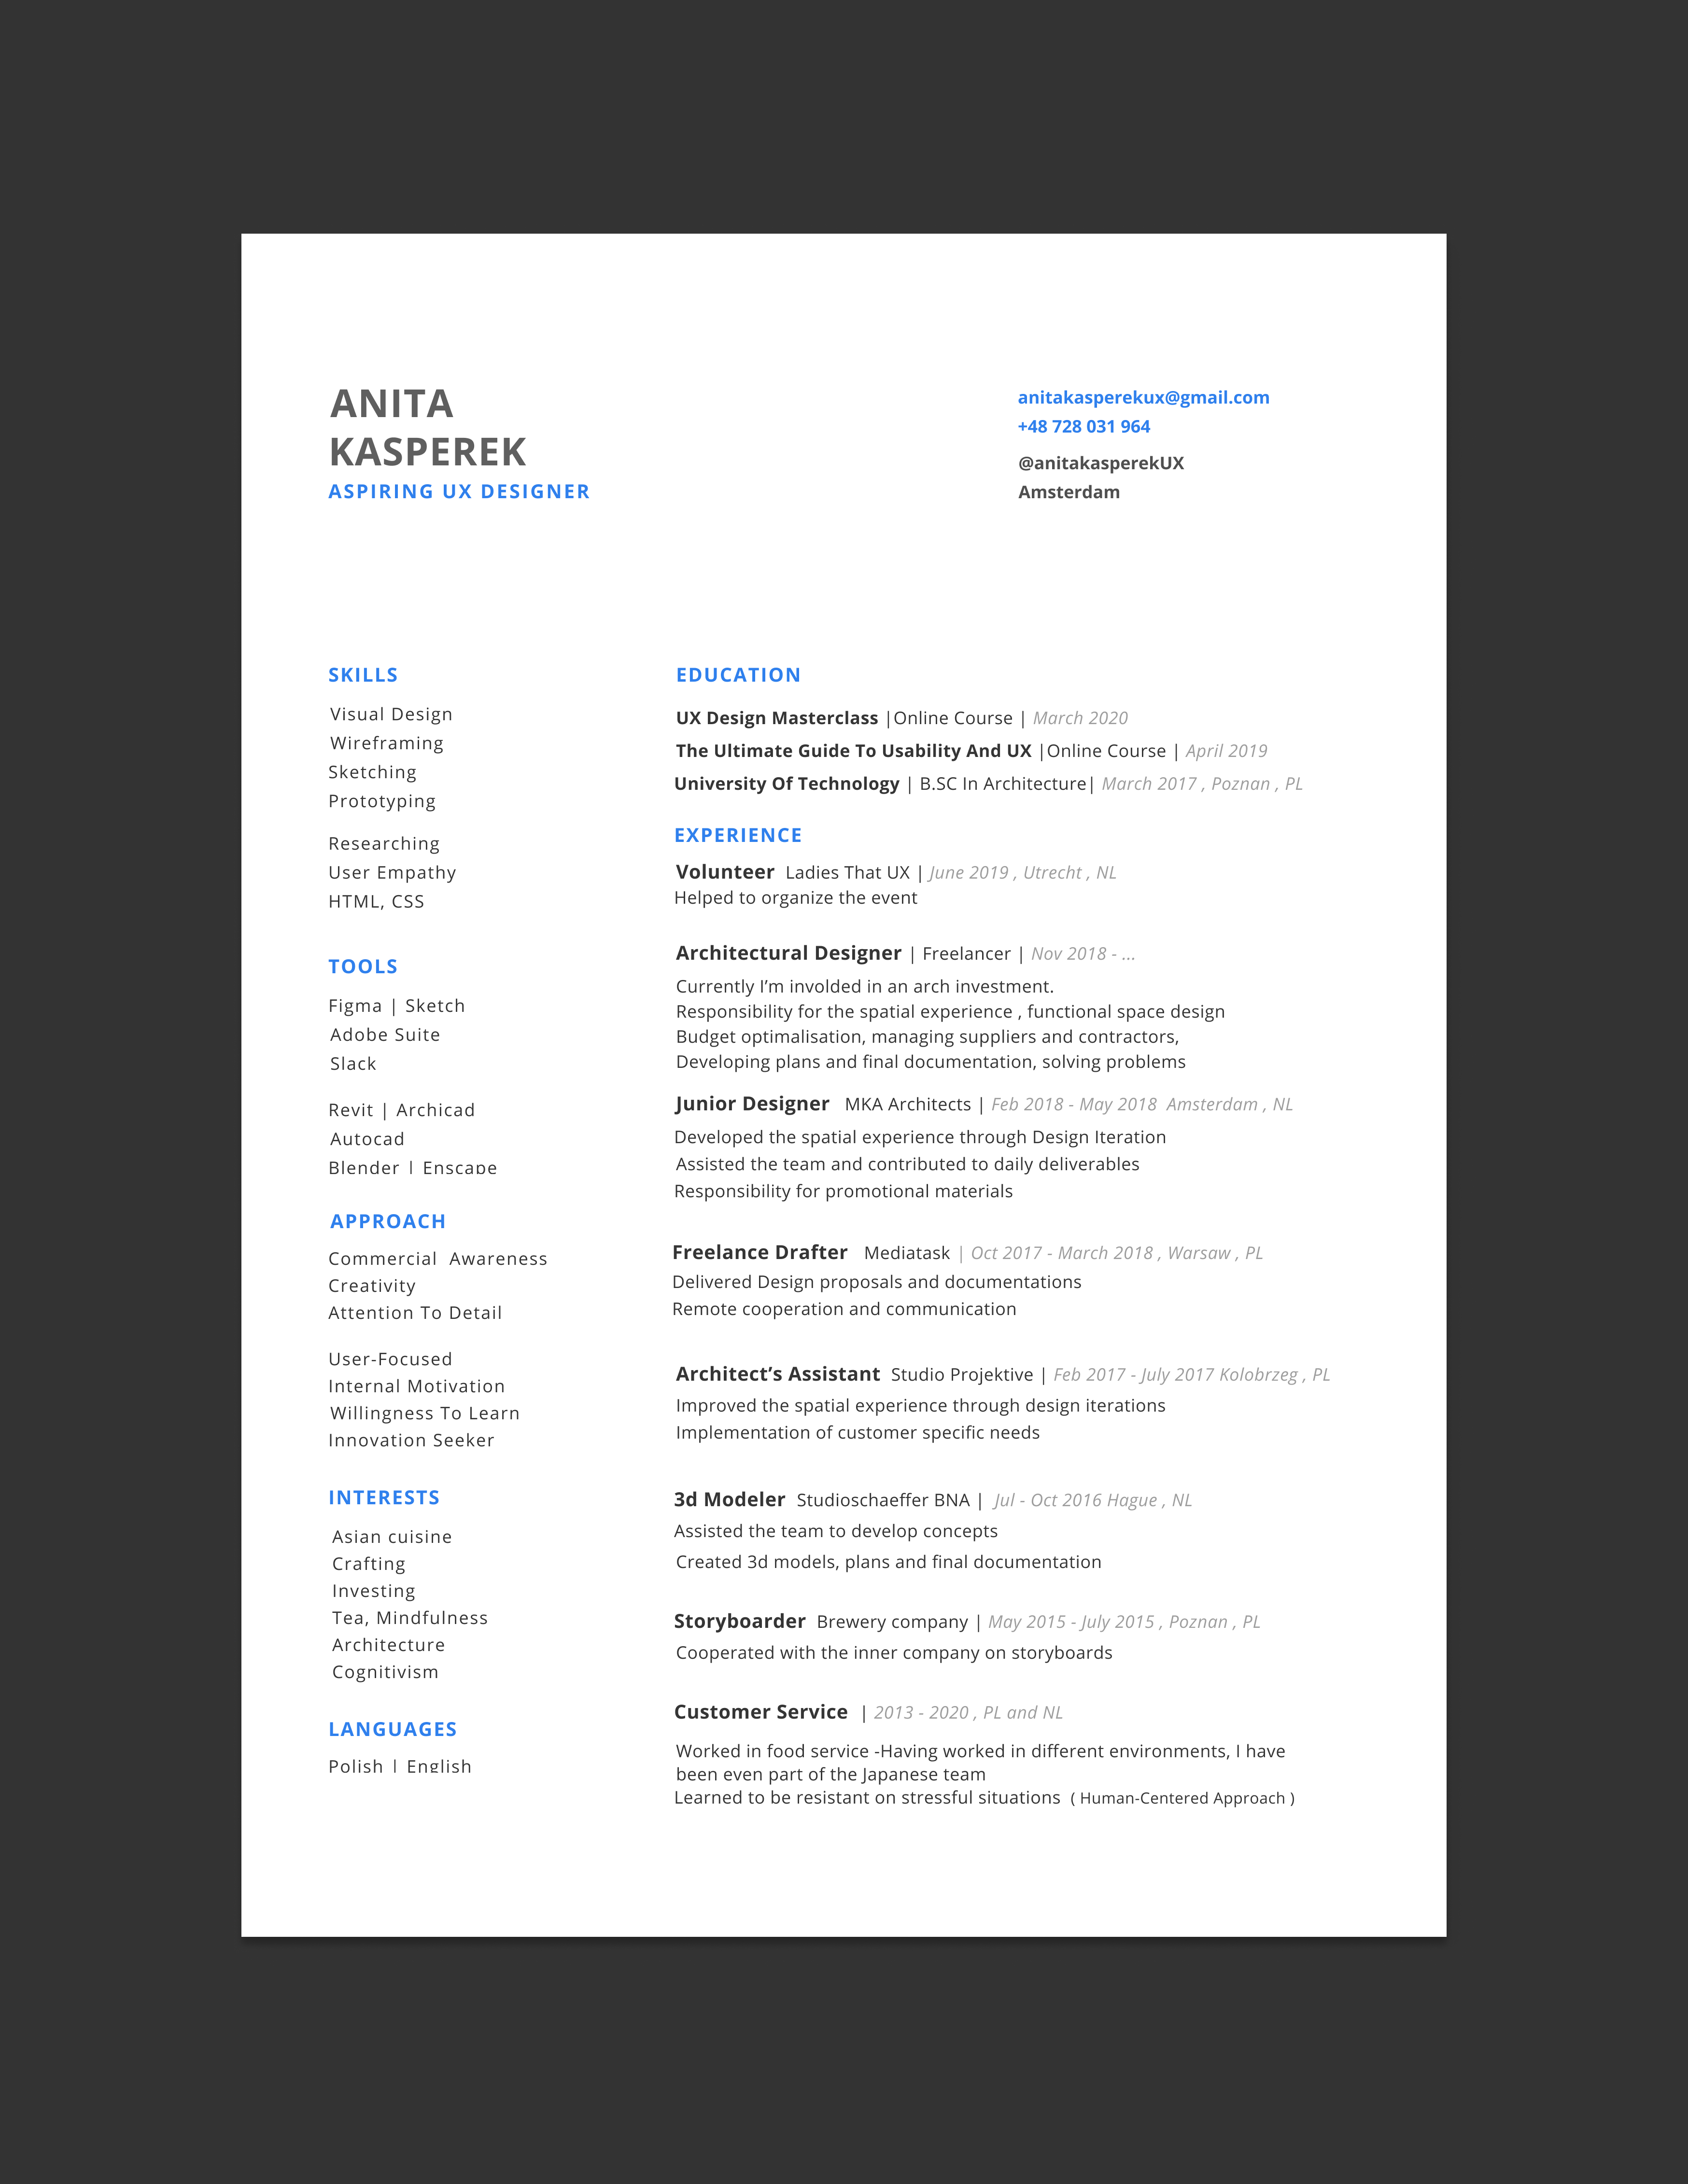 ANITA
KASPEREK
ASPIRING UX DESIGNER
anitakasperekux@gmail.com
+48 728 031 964
@anitakasperekUX
Amsterdam
SKILLS
Visual Design
Wireframing
Sketching
Prototyping
Researching
User Empathy
HTML, CSS
TOOLS
Figma | Sketch
Adobe Suite
Slack
Revit | Archicad
Autocad
Blender | Enscape
APPROACH
Commercial  Awareness
Creativity
Attention To Detail
User-Focused
Internal Motivation
Willingness To Learn
Innovation Seeker
INTERESTS
Asian cuisine
Crafting
Investing
Tea, Mindfulness
Architecture
Cognitivism
LANGUAGES
Polish | English
EDUCATION
UX Design Masterclass |Online Course | March 2020
The Ultimate Guide To Usability And UX |Online Course | April 2019
University Of Technology | B.SC In Architecture| March 2017 , Poznan , PL
EXPERIENCE
Volunteer  Ladies That UX | June 2019 , Utrecht , NL
Helped to organize the event
Architectural Designer | Freelancer | Nov 2018 - ...
Currently I’m involded in an arch investment.
Responsibility for the spatial experience , functional space design
Budget optimalisation, managing suppliers and contractors,
Developing plans and final documentation, solving problems
Junior Designer   MKA Architects | Feb 2018 - May 2018  Amsterdam , NL
Developed the spatial experience through Design Iteration
Assisted the team and contributed to daily deliverables
Responsibility for promotional materials
Freelance Drafter   Mediatask | Oct 2017 - March 2018 , Warsaw , PL
Delivered Design proposals and documentations
Remote cooperation and communication
Architect’s Assistant  Studio Projektive | Feb 2017 - July 2017 Kolobrzeg , PL
Improved the spatial experience through design iterations
Implementation of customer specific needs
3d Modeler  Studioschaeffer BNA |  Jul - Oct 2016 Hague , NL
Assisted the team to develop concepts
Created 3d models, plans and final documentation
Storyboarder  Brewery company | May 2015 - July 2015 , Poznan , PL
Cooperated with the inner company on storyboards
Customer Service  | 2013 - 2020 , PL and NL
Worked in food service -Having worked in different environments, I have
been even part of the Japanese team
Learned to be resistant on stressful situations  ( Human-Centered Approach )